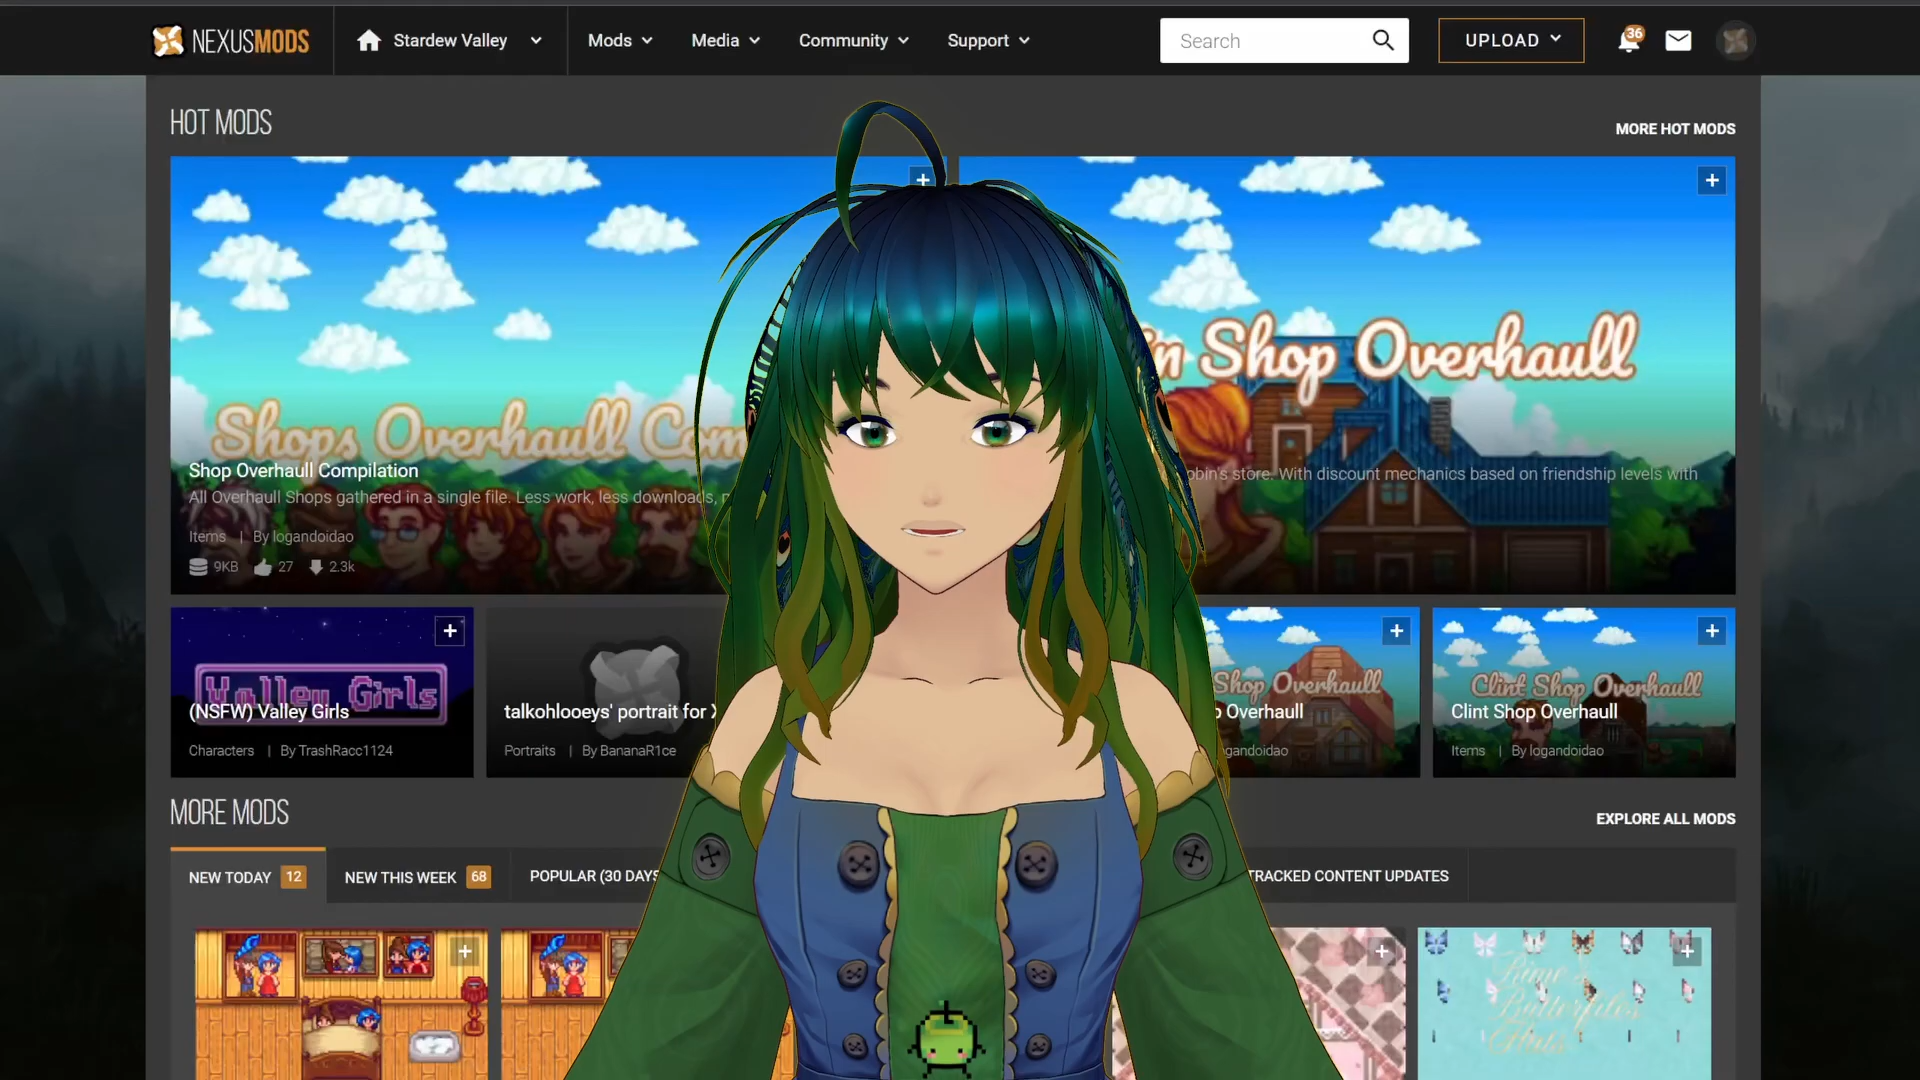 NEXUSMODS
Stardew Valley
Mods
Media
Community
Support
Search
UPLOAD
36
HOT MODS
MORE HOT MODS
Shops Overhaull Com
Shop Overhaull Compilation
All Overhaull Shops gathered in a single file. Less work, less downloads,
Items | By logandoidao
9KB 27 2.3k
in Shop Overhaull
obin's store. With discount mechanics based on friendship levels with
Valley Girls
(NSFW) Valley Girls
Characters | By TrashRacc1124
talkohlooeys' portrait for
Portraits | By BananaR1ce
Shop Overhaull
p Overhaull
gandoidao
Clint Shop Overhaull
Clint Shop Overhaull
Items | By logandoidao
MORE MODS
EXPLORE ALL MODS
NEW TODAY 12
NEW THIS WEEK 68
POPULAR (30 DAYS
TRACKED CONTENT UPDATES
Butterflies